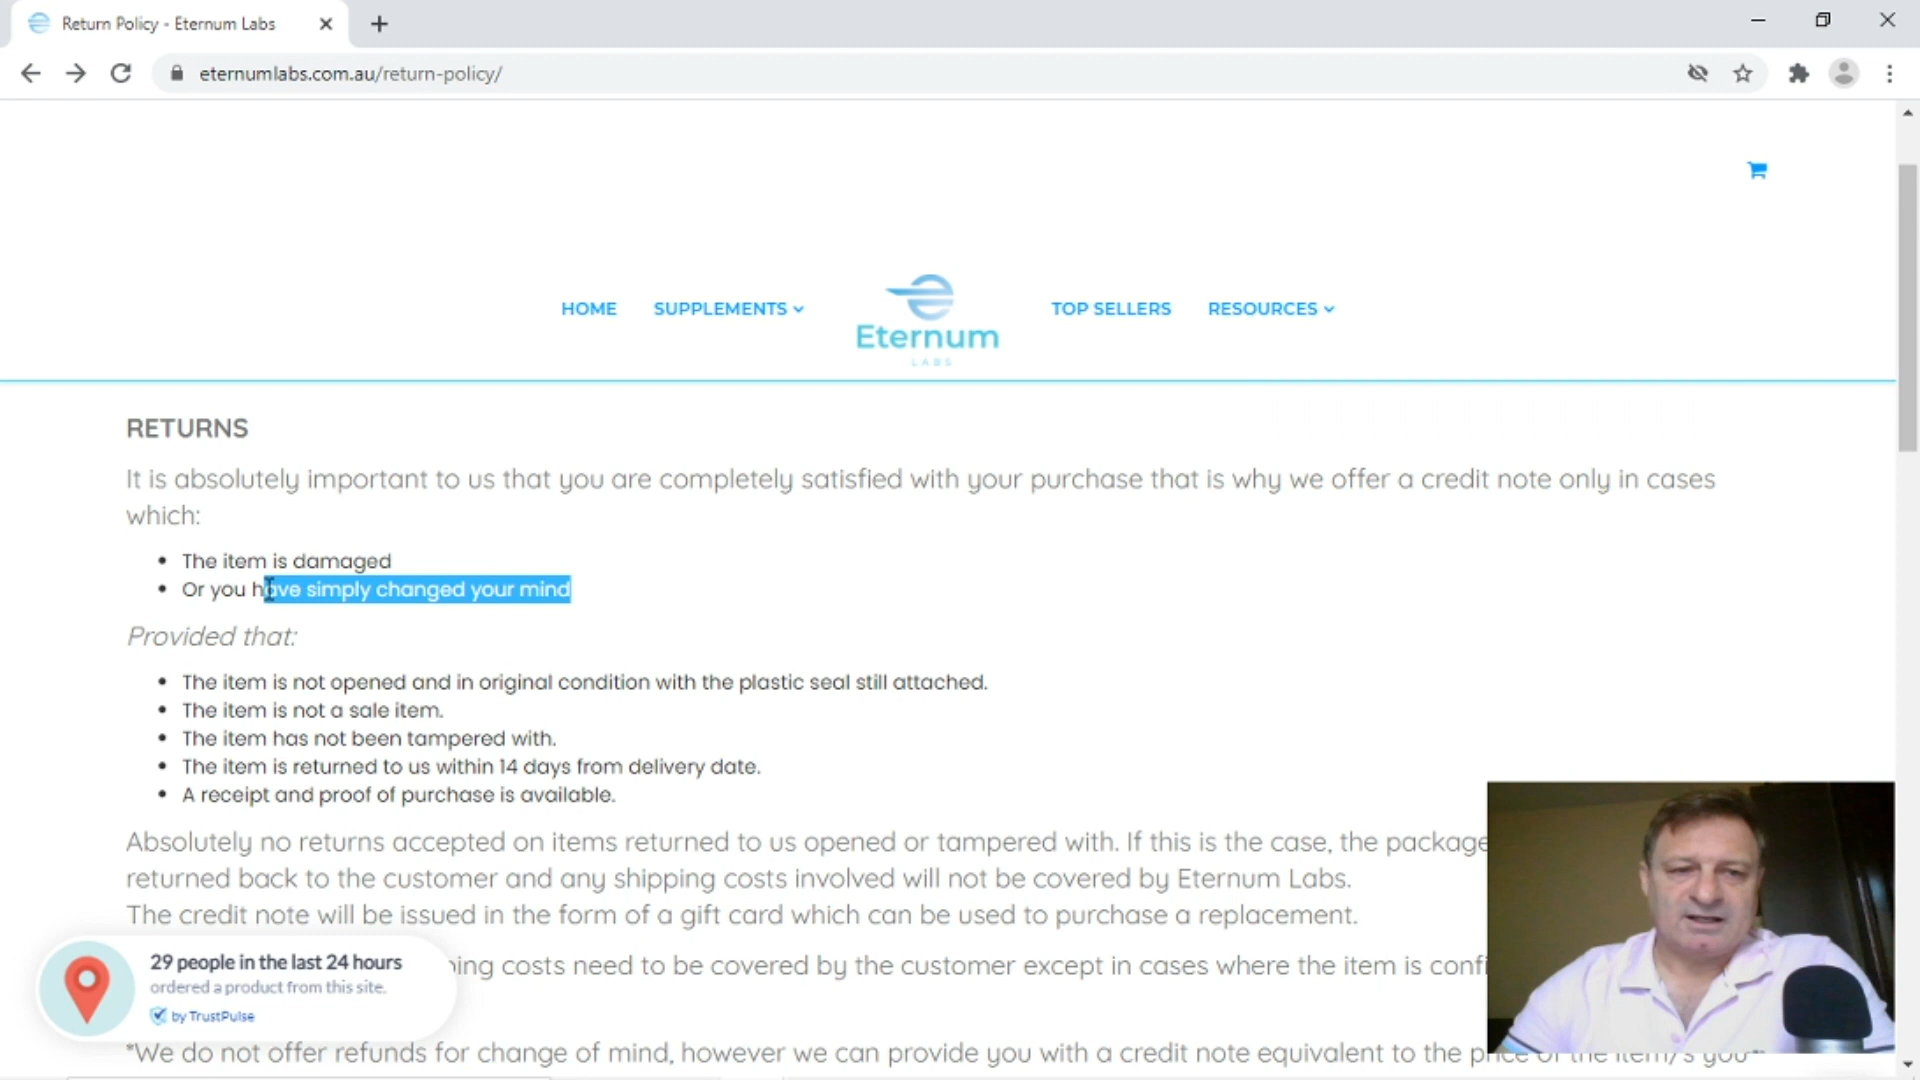 Return Policy - Eternum Labs
eternumlabs.com.au/return-policy/
HOME
SUPPLEMENTS
Eternum
LABS
TOP SELLERS
RESOURCES
RETURNS
It is absolutely important to us that you are completely satisfied with your purchase that is why we offer a credit note only in cases
which:
• The item is damaged
• Or you have simply changed your mind
Provided that:
• The item is not opened and in original condition with the plastic seal still attached.
• The item is not a sale item.
• The item has not been tampered with.
• The item is returned to us within 14 days from delivery date.
• A receipt and proof of purchase is available.
Absolutely no returns accepted on items returned to us opened or tampered with. If this is the case, the package
returned back to the customer and any shipping costs involved will not be covered by Eternum Labs.
The credit note will be issued in the form of a gift card which can be used to purchase a replacement.
costs need to be covered by the customer except in cases where the item is
29 people in the last 24 hours
ordered a product from this site.
by TrustPulse
*We do not offer refunds for change of mind, however we can provide you with a credit note equivalent to the price of the item/s you